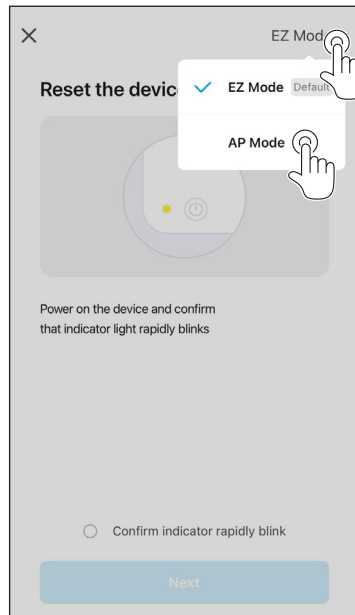 EZ Mod
Reset the devic
EZ Mode Default
AP Mode
Power on the device and confirm
that indicator light rapidly blinks
Confirm indicator rapidly blink
Next